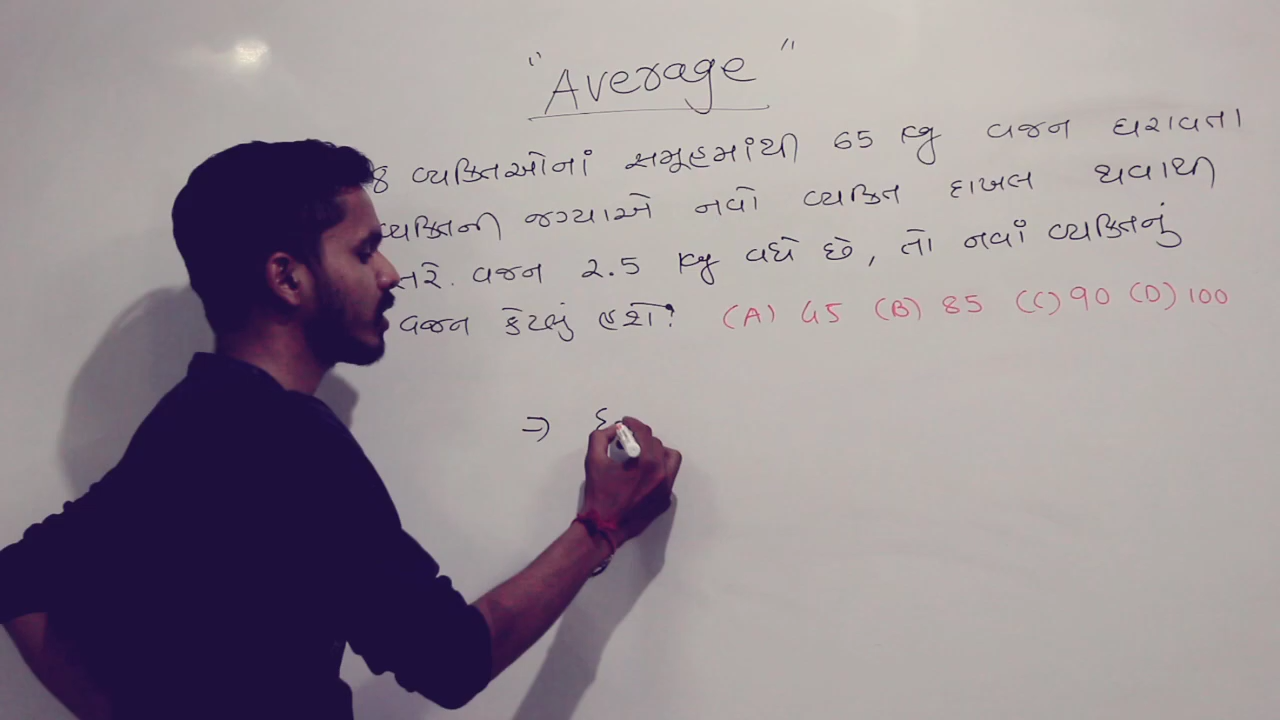 "Average"
8 વ્યક્તિઓનાં સમૂહમાંથી 65 kg વજન ધરાવતા
વ્યક્તિની જગ્યાએ નવો વ્યક્તિ દાખલ થવાથી
સરે. વજન 2.5 kg વધે છે, તો નવાં વ્યક્તિનું
વજન કેટલું હશે? (A) 45 (B) 85 (C) 90 (D) 100
⇒